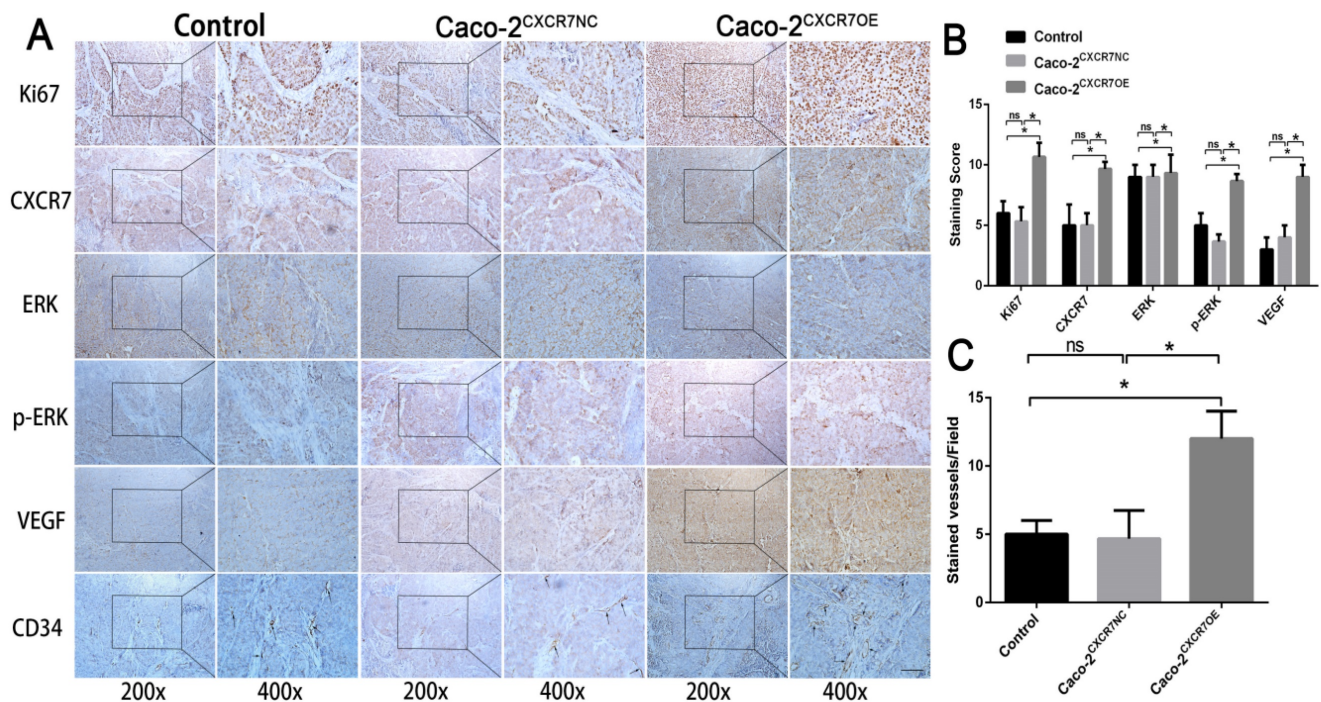 A
Control
Caco-2CXCR7NC
Caco-2CXCR7OE
Ki67
CXCR7
ERK
p-ERK
VEGF
CD34
200x
400x
200x
400x
200x
400x
B
Control
Caco-2CXCR7NC
Caco-2CXCR7OE
Staining Score
15
10
5
0
ns
*
*
ns
*
*
ns
*
*
ns
*
*
ns
*
*
Ki67
CXCR7
ERK
p-ERK
VEGF
C
ns
*
*
Stained vessels/Field
15
10
5
0
Control
Caco-2CXCR7NC
Caco-2CXCR7OE